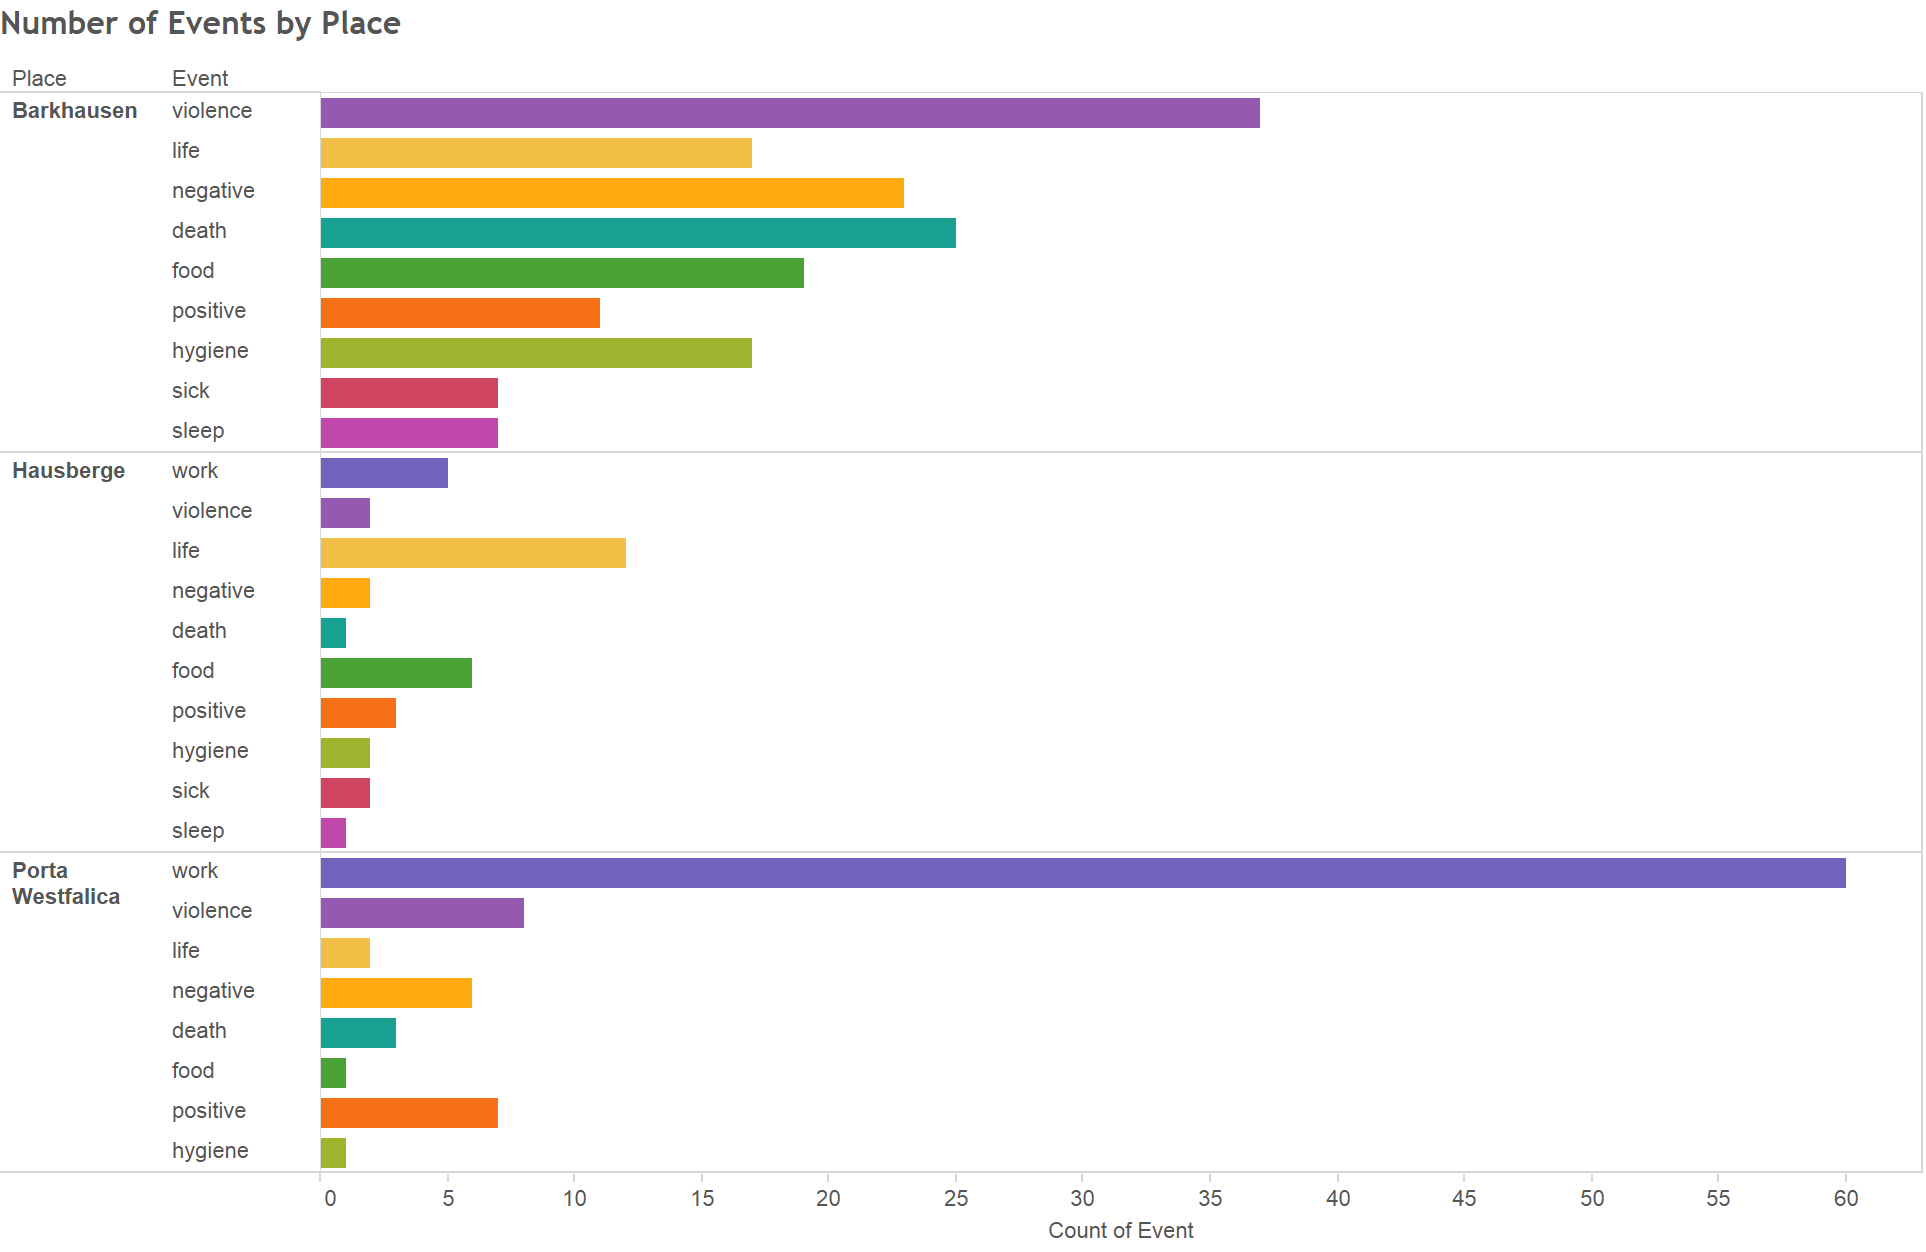 Number of Events by Place
Place Event
Barkhausen violence
life
negative
death
food
positive
hygiene
sick
sleep
Hausberge work
violence
life
negative
death
food
positive
hygiene
sick
sleep
Porta work
Westfalica
violence
life
negative
death
food
positive
hygiene
0 5 10 15 20 25 30 35 40 45 50 55 60
Count of Event